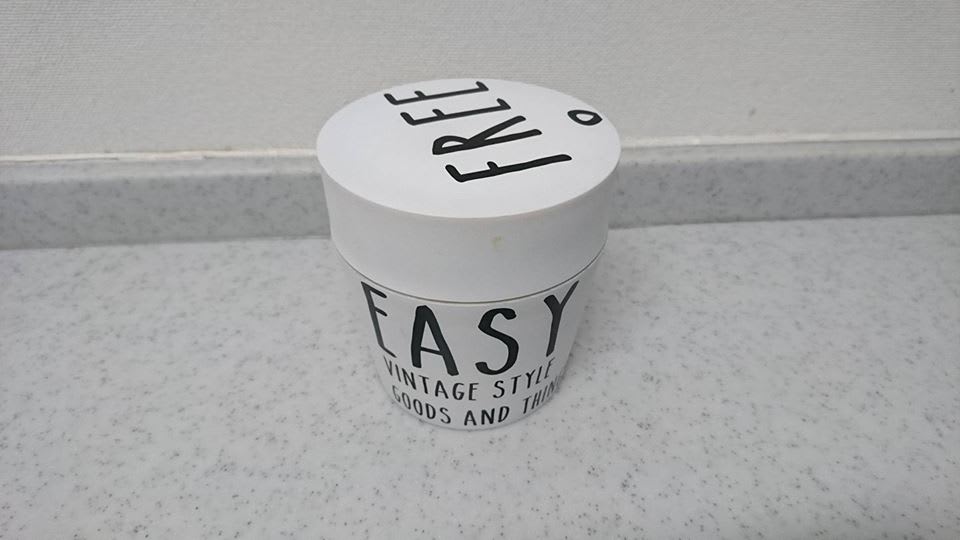 FREE
EASY
VINTAGE STYLE
GOODS AND